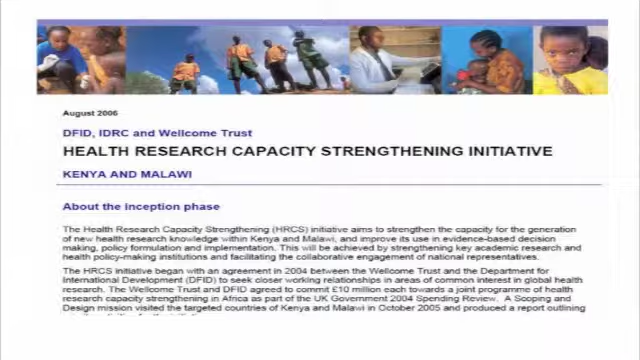 August 2006
DFID, IDRC and Wellcome Trust
HEALTH RESEARCH CAPACITY STRENGTHENING INITIATIVE
KENYA AND MALAWI
About the inception phase
The Health Research Capacity Strengthening (HRCS) initiative aims to strengthen the capacity for the generation
of new health research knowledge within Kenya and Malawi, and improve its use in evidence-based decision
making, policy formulation and implementation. This will be achieved by strengthening key academic research and
health policy-making institutions and facilitating the collaborative engagement of national representatives.
The HRCS Initiative began with an agreement in 2004 between the Wellcome Trust and the Department for
International Development (DFID) to seek closer working relationships in areas of common interest in global health
research. The Wellcome Trust and DFID agreed to commit £10 million each towards a joint programme of health
research capacity strengthening in Africa as part of the UK Government 2004 Spending Review. A Scoping and
Design mission visited the targeted countries of Kenya and Malawi in October 2005 and produced a report outlining